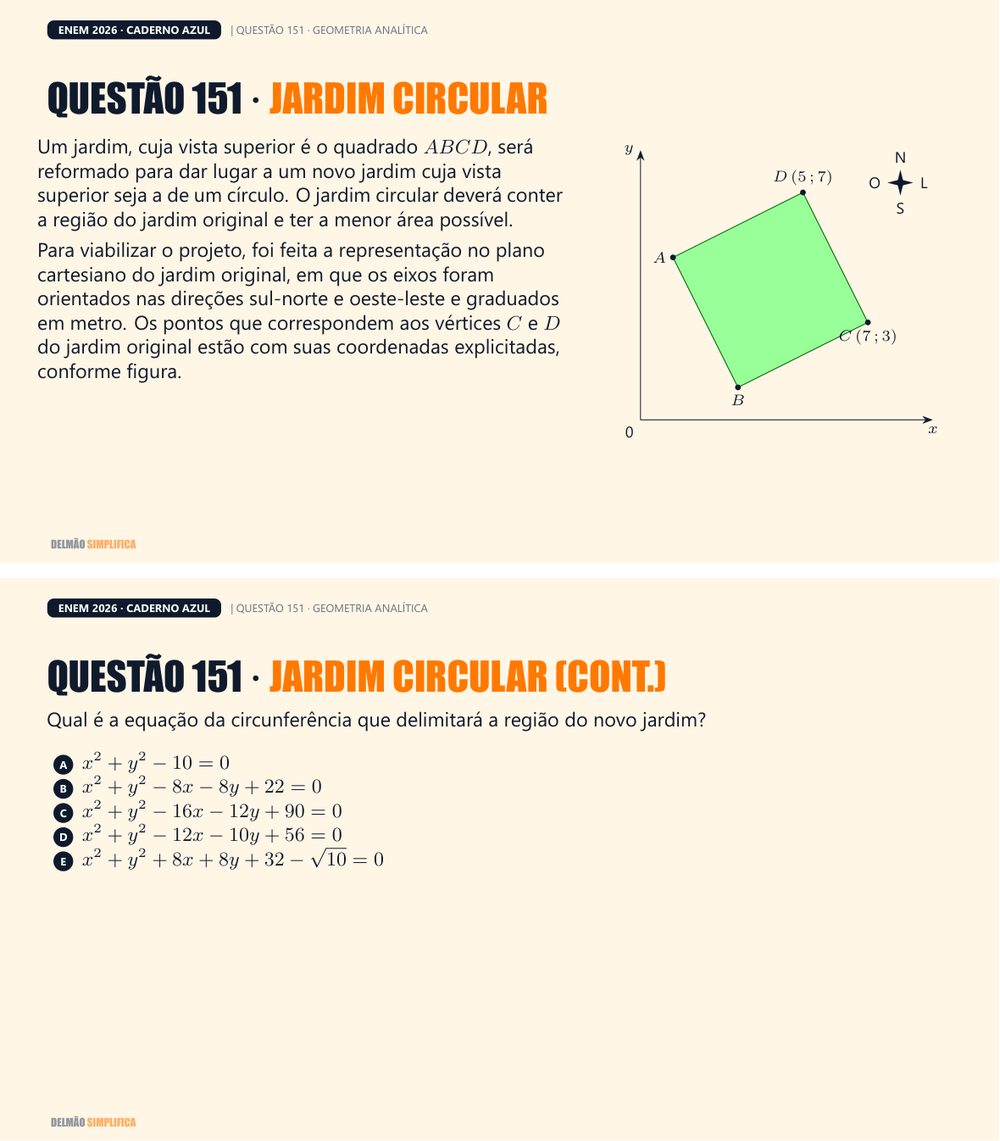 ENEM 2026 · CADERNO AZUL | QUESTÃO 151 · GEOMETRIA ANALÍTICA
QUESTÃO 151 · JARDIM CIRCULAR
Um jardim, cuja vista superior é o quadrado ABCD, será
reformado para dar lugar a um novo jardim cuja vista
superior seja a de um círculo. O jardim circular deverá conter
a região do jardim original e ter a menor área possível.
Para viabilizar o projeto, foi feita a representação no plano
cartesiano do jardim original, em que os eixos foram
orientados nas direções sul-norte e oeste-leste e graduados
em metro. Os pontos que correspondem aos vértices C e D
do jardim original estão com suas coordenadas explicitadas,
conforme figura.
y
N
D (5 ; 7)
O L
S
A
C (7 ; 3)
B
0
x
DELMÃO SIMPLIFICA
ENEM 2026 · CADERNO AZUL | QUESTÃO 151 · GEOMETRIA ANALÍTICA
QUESTÃO 151 · JARDIM CIRCULAR (CONT.)
Qual é a equação da circunferência que delimitará a região do novo jardim?
A x² + y² − 10 = 0
B x² + y² − 8x − 8y + 22 = 0
C x² + y² − 16x − 12y + 90 = 0
D x² + y² − 12x − 10y + 56 = 0
E x² + y² + 8x + 8y + 32 − √10 = 0
DELMÃO SIMPLIFICA